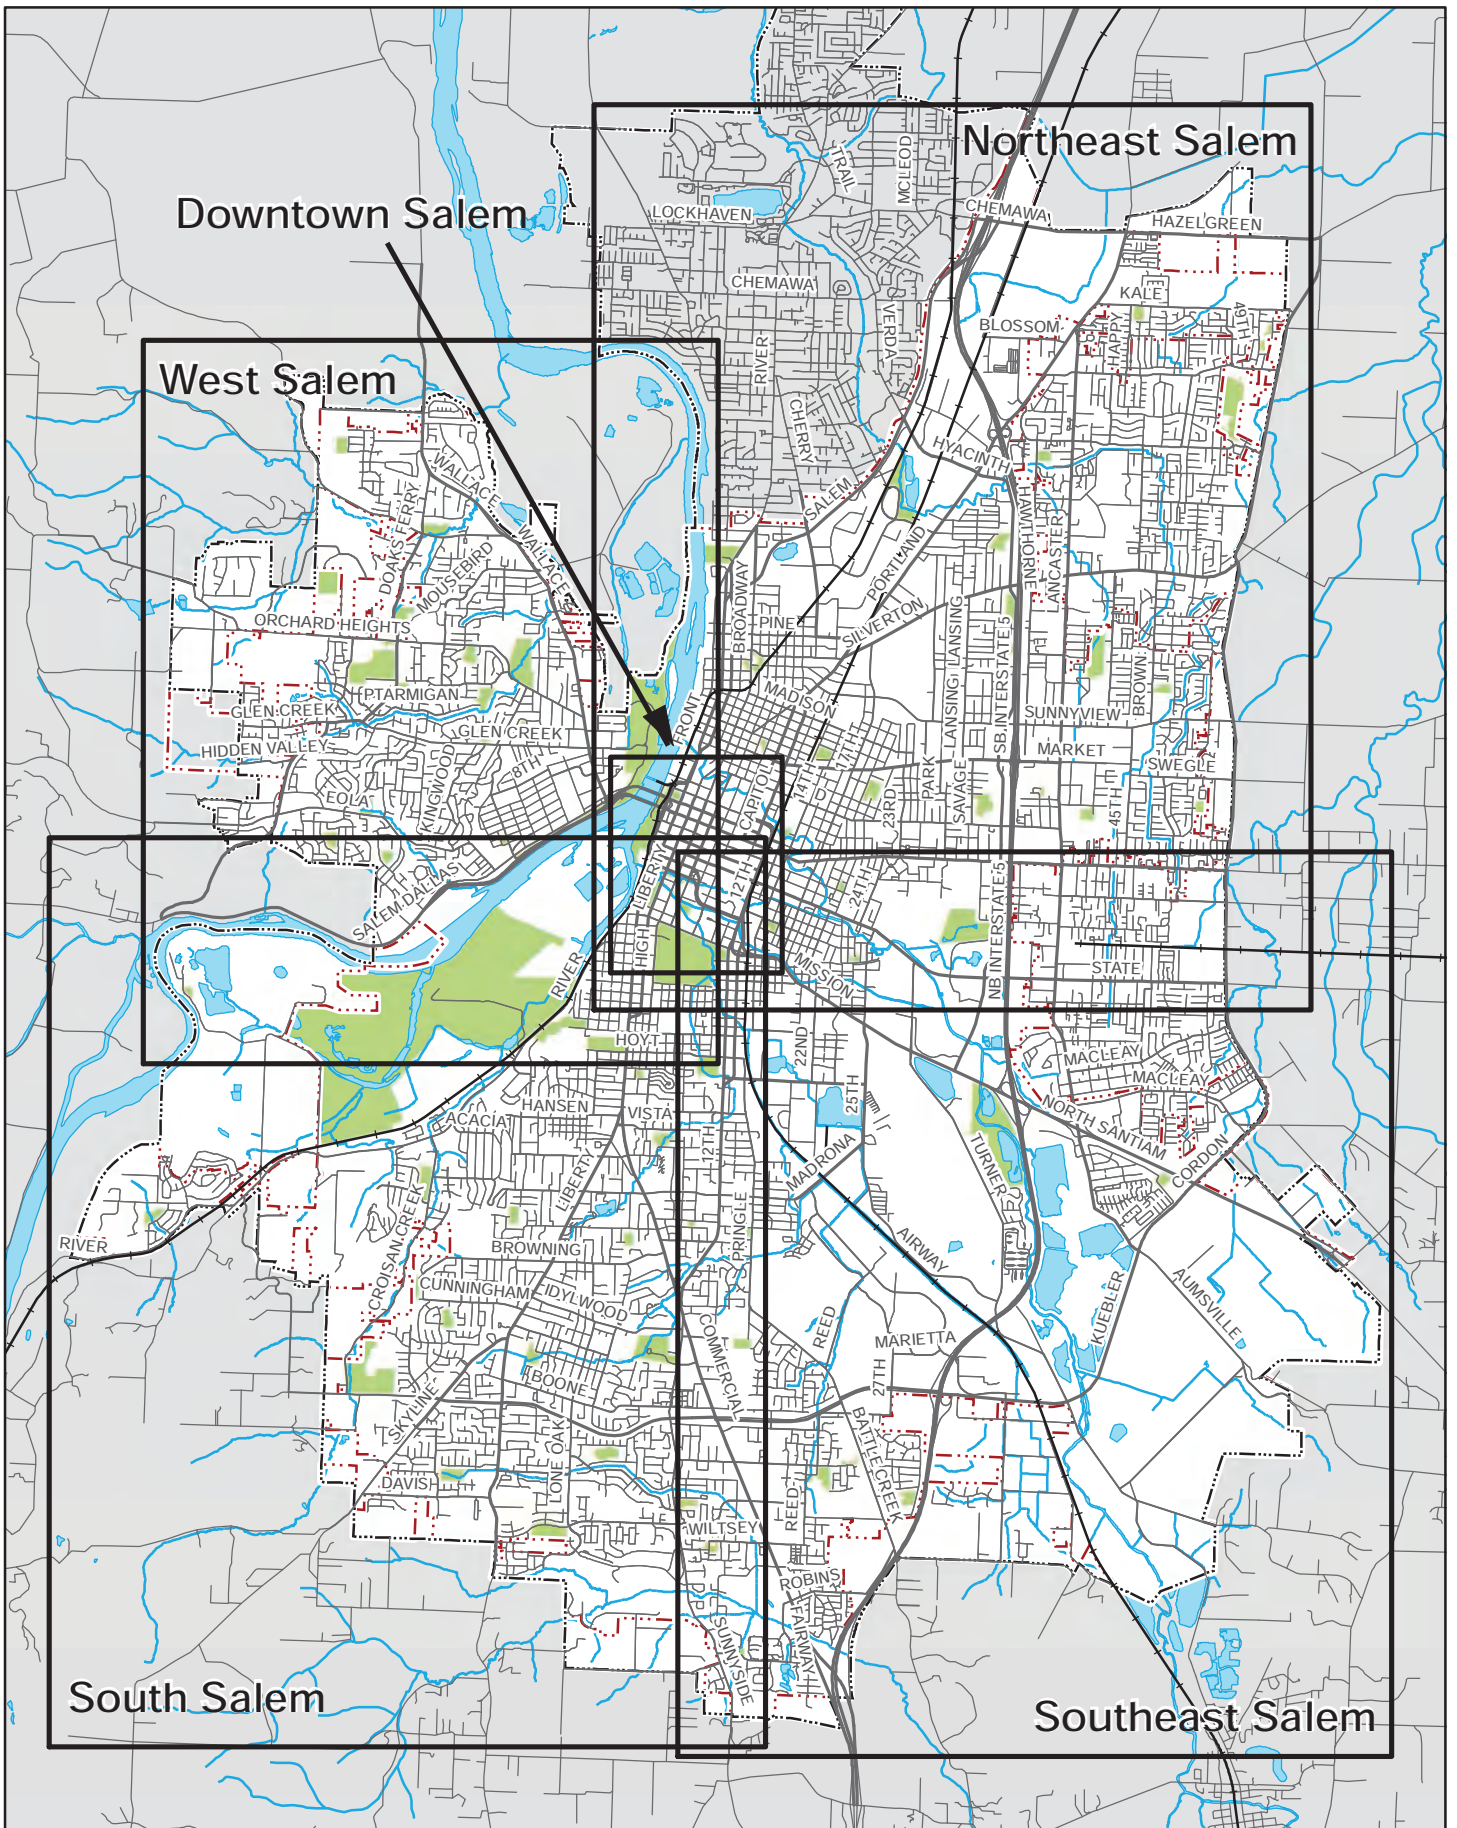 Northeast Salem
TRAIL
MCLEOD
Downtown Salem
LOCKHAVEN
CHEMAWA
HAZELGREEN
CHEMAWA
KALE
49TH
VERDA
BLOSSOM
HAPPY
RIVER
West Salem
CHERRY
HYACINTH
WALLACE
SALEM
HAWTHORNE
LANCASTER
DOAKS FERRY
WALLACE
PORTLAND
MOUSEBIRD
BROADWAY
ORCHARD HEIGHTS
PINE
SILVERTON
LANSING
LANSING
SB INTERSTATE 5
BROWN
PTARMIGAN
MADISON
GLEN CREEK
FRONT
SUNNYVIEW
GLEN CREEK
17TH
HIDDEN VALLEY
MARKET
8TH
SWEGLE
14TH
CAPITOL
PARK
SAVAGE
EOLA
KINGWOOD
23RD
45TH
LIBERTY
12TH
24TH
SALEM DALLAS
HIGH
NB INTERSTATE 5
RIVER
MISSION
STATE
HOYT
22ND
MACLEAY
MACLEAY
25TH
HANSEN
VISTA
ACACIA
NORTH SANTIAM
12TH
MADRONA
TURNER
CORDON
LIBERTY
CROISAN CREEK
PRINGLE
RIVER
BROWNING
AIRWAY
CUNNINGHAM
IDYLWOOD
KUEBLER
AUMSVILLE
REED
COMMERCIAL
MARIETTA
BOONE
27TH
SKYLINE
LONE OAK
BATTLE CREEK
DAVIS
REED
WILTSEY
ROBINS
SUNNYSIDE
FAIRWAY
South Salem
Southeast Salem